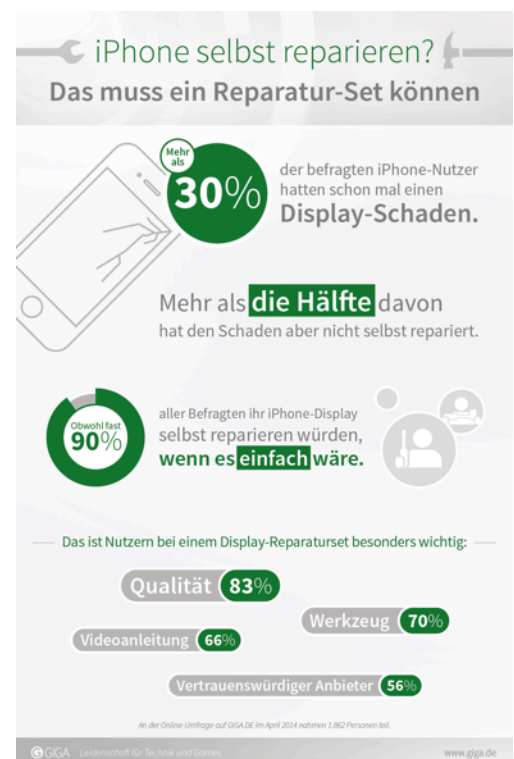 iPhone selbst reparieren?
Das muss ein Reparatur-Set können
Mehr
als
30%
der befragten iPhone-Nutzer
hatten schon mal einen
Display-Schaden.
Mehr als die Hälfte davon
hat den Schaden aber nicht selbst repariert.
Obwohl fast
90%
aller Befragten ihr iPhone-Display
selbst reparieren würden,
wenn es einfach wäre.
Das ist Nutzern bei einem Display-Reparaturset besonders wichtig:
Qualität 83%
Werkzeug 70%
Videoanleitung 66%
Vertrauenswürdiger Anbieter 56%
An der Online-Umfrage auf GIGA.DE im April 2014 nahmen 1.862 Personen teil.
GIGA Leidenschaft für Technik und Games www.giga.de